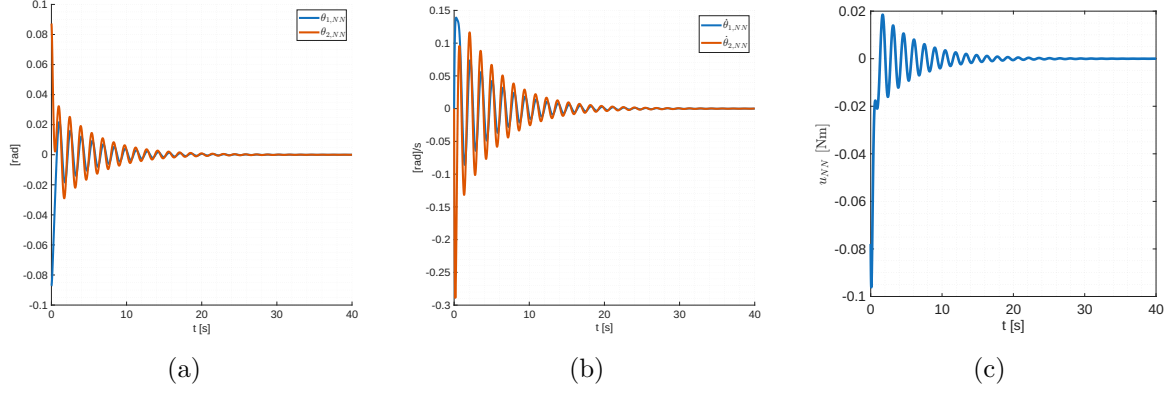 0.1
0.08
0.06
0.04
0.02
0
-0.02
-0.04
-0.06
-0.08
-0.1
[rad]
θ1,NN
θ2,NN
0 10 20 30 40
t [s]
(a)
0.15
0.1
0.05
0
-0.05
-0.1
-0.15
-0.2
-0.25
-0.3
[rad]/s
θ̇1,NN
θ̇2,NN
0 10 20 30 40
t [s]
(b)
0.02
0
-0.02
-0.04
-0.06
-0.08
-0.1
uNN [Nm]
0 10 20 30 40
t [s]
(c)